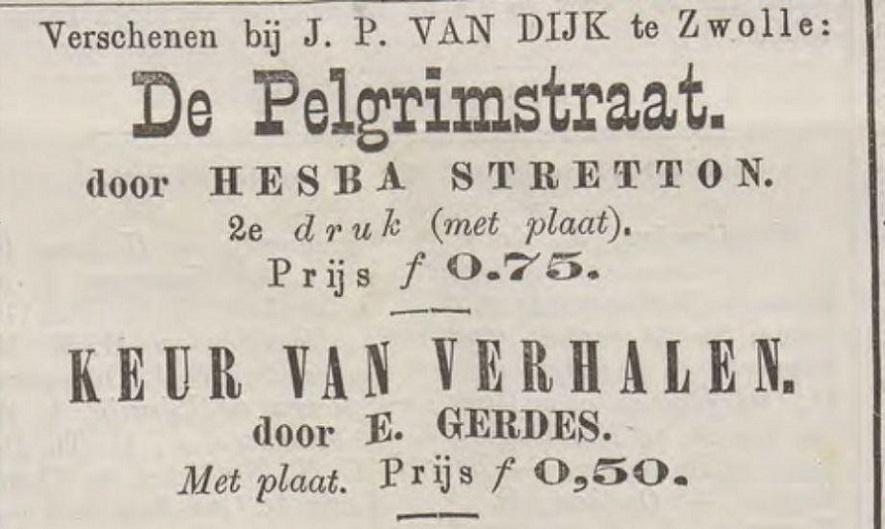 Verschenen bij J. P. VAN DIJK te Zwolle:
De Pelgrimstraat.
door HESBA STRETTON.
2e druk (met plaat).
Prijs f 0.75.
KEUR VAN VERHALEN.
door E. GERDES.
Met plaat. Prijs f 0,50.